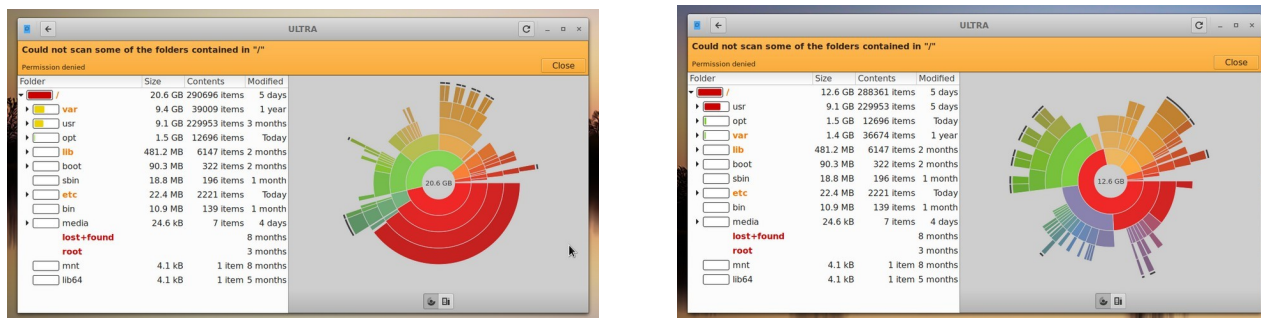 ULTRA
Could not scan some of the folders contained in "/"
Permission denied
Close
Folder Size Contents Modified
/ 20.6 GB 290696 items 5 days
var 9.4 GB 39009 items 1 year
usr 9.1 GB 229953 items 3 months
opt 1.5 GB 12696 items Today
lib 481.2 MB 6147 items 2 months
boot 90.3 MB 322 items 2 months
sbin 18.8 MB 196 items 1 month
etc 22.4 MB 2221 items Today
bin 10.9 MB 139 items 1 month
media 24.6 kB 7 items 4 days
lost+found 8 months
root 3 months
mnt 4.1 kB 1 item 8 months
lib64 4.1 kB 1 item 5 months
20.6 GB
ULTRA
Could not scan some of the folders contained in "/"
Permission denied
Close
Folder Size Contents Modified
/ 12.6 GB 288361 items 5 days
usr 9.1 GB 229953 items 5 days
opt 1.5 GB 12696 items Today
var 1.4 GB 36674 items 1 year
lib 481.2 MB 6147 items 2 months
boot 90.3 MB 322 items 2 months
sbin 18.8 MB 196 items 1 month
etc 22.4 MB 2221 items Today
bin 10.9 MB 139 items 1 month
media 24.6 kB 7 items 4 days
lost+found 8 months
root 3 months
mnt 4.1 kB 1 item 8 months
lib64 4.1 kB 1 item 5 months
12.6 GB